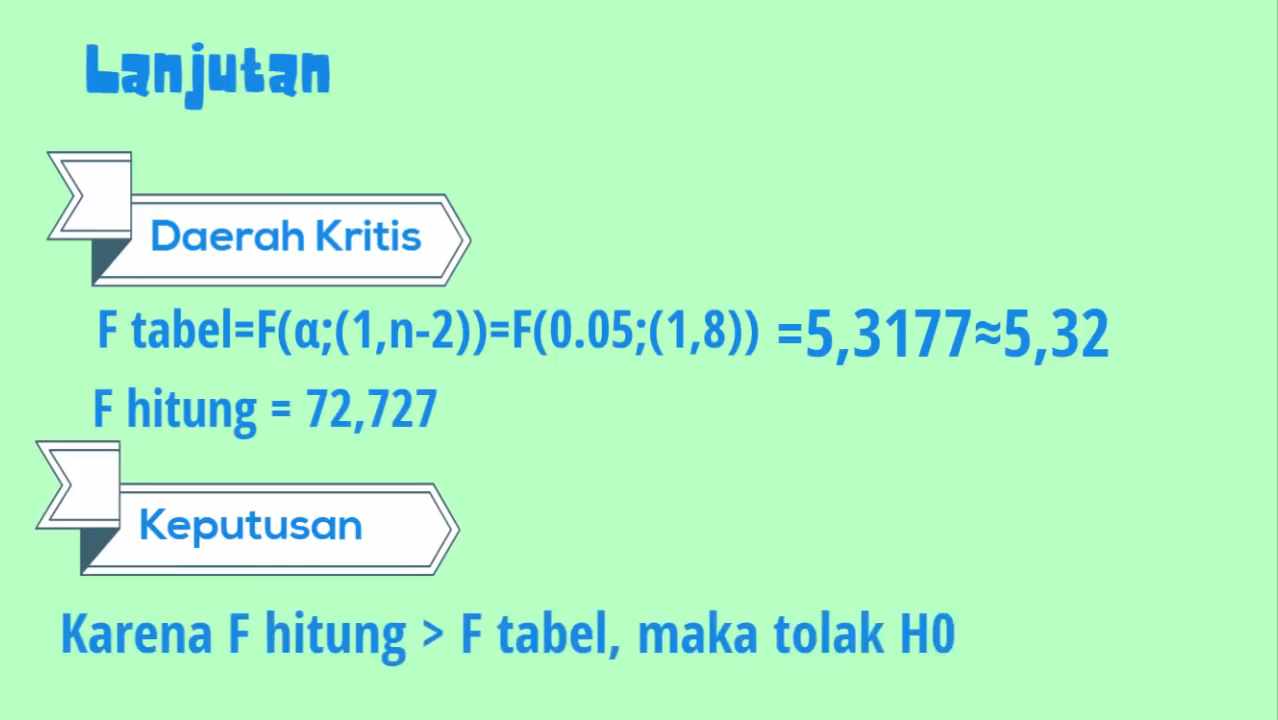 Lanjutan
Daerah Kritis
F tabel=F(α;(1,n-2))=F(0.05;(1,8)) =5,3177≈5,32
F hitung = 72,727
Keputusan
Karena F hitung > F tabel, maka tolak H0